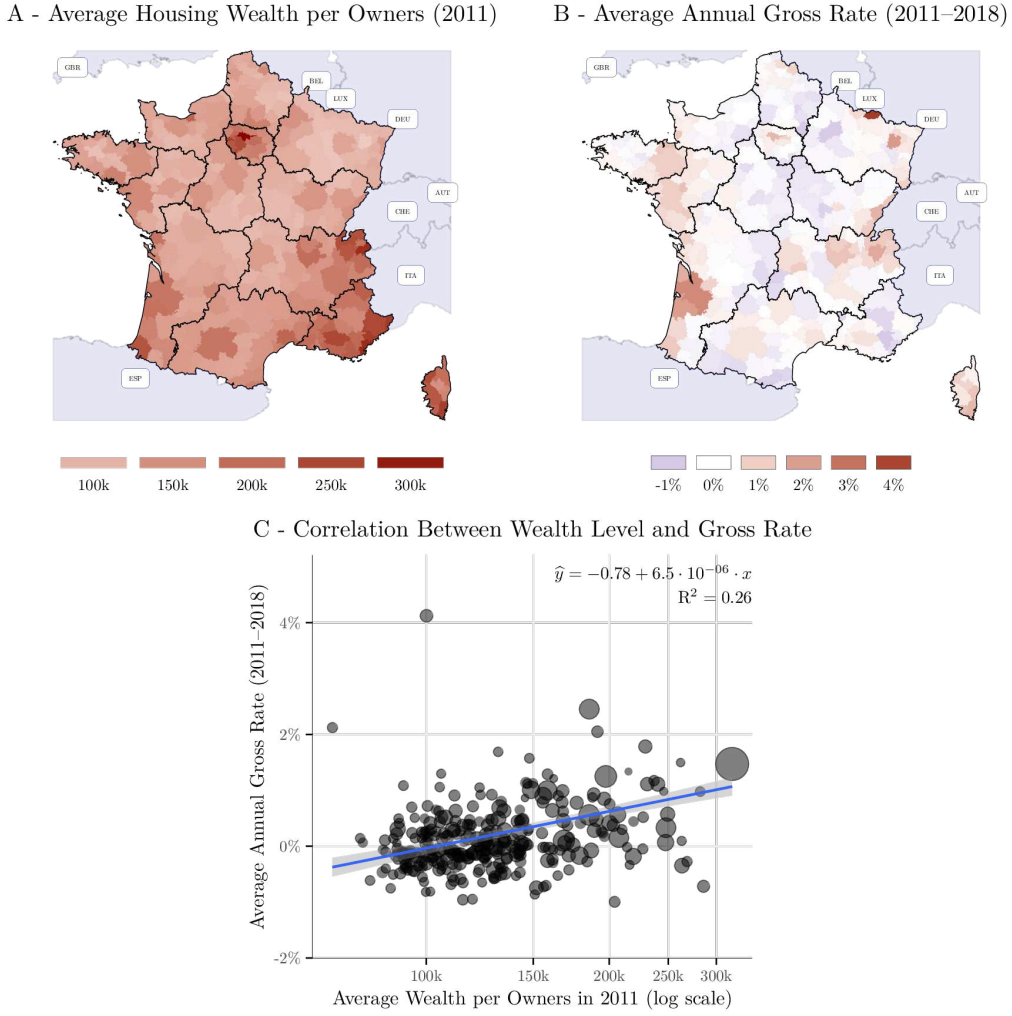 A - Average Housing Wealth per Owners (2011)
B - Average Annual Gross Rate (2011–2018)
GBR
BEL
LUX
DEU
AUT
CHE
ITA
ESP
GBR
BEL
LUX
DEU
AUT
CHE
ITA
ESP
100k 150k 200k 250k 300k
-1% 0% 1% 2% 3% 4%
C - Correlation Between Wealth Level and Gross Rate
ŷ = −0.78 + 6.5 · 10⁻⁰⁶ · x
R² = 0.26
Average Annual Gross Rate (2011–2018)
4%
2%
0%
-2%
100k 150k 200k 250k 300k
Average Wealth per Owners in 2011 (log scale)